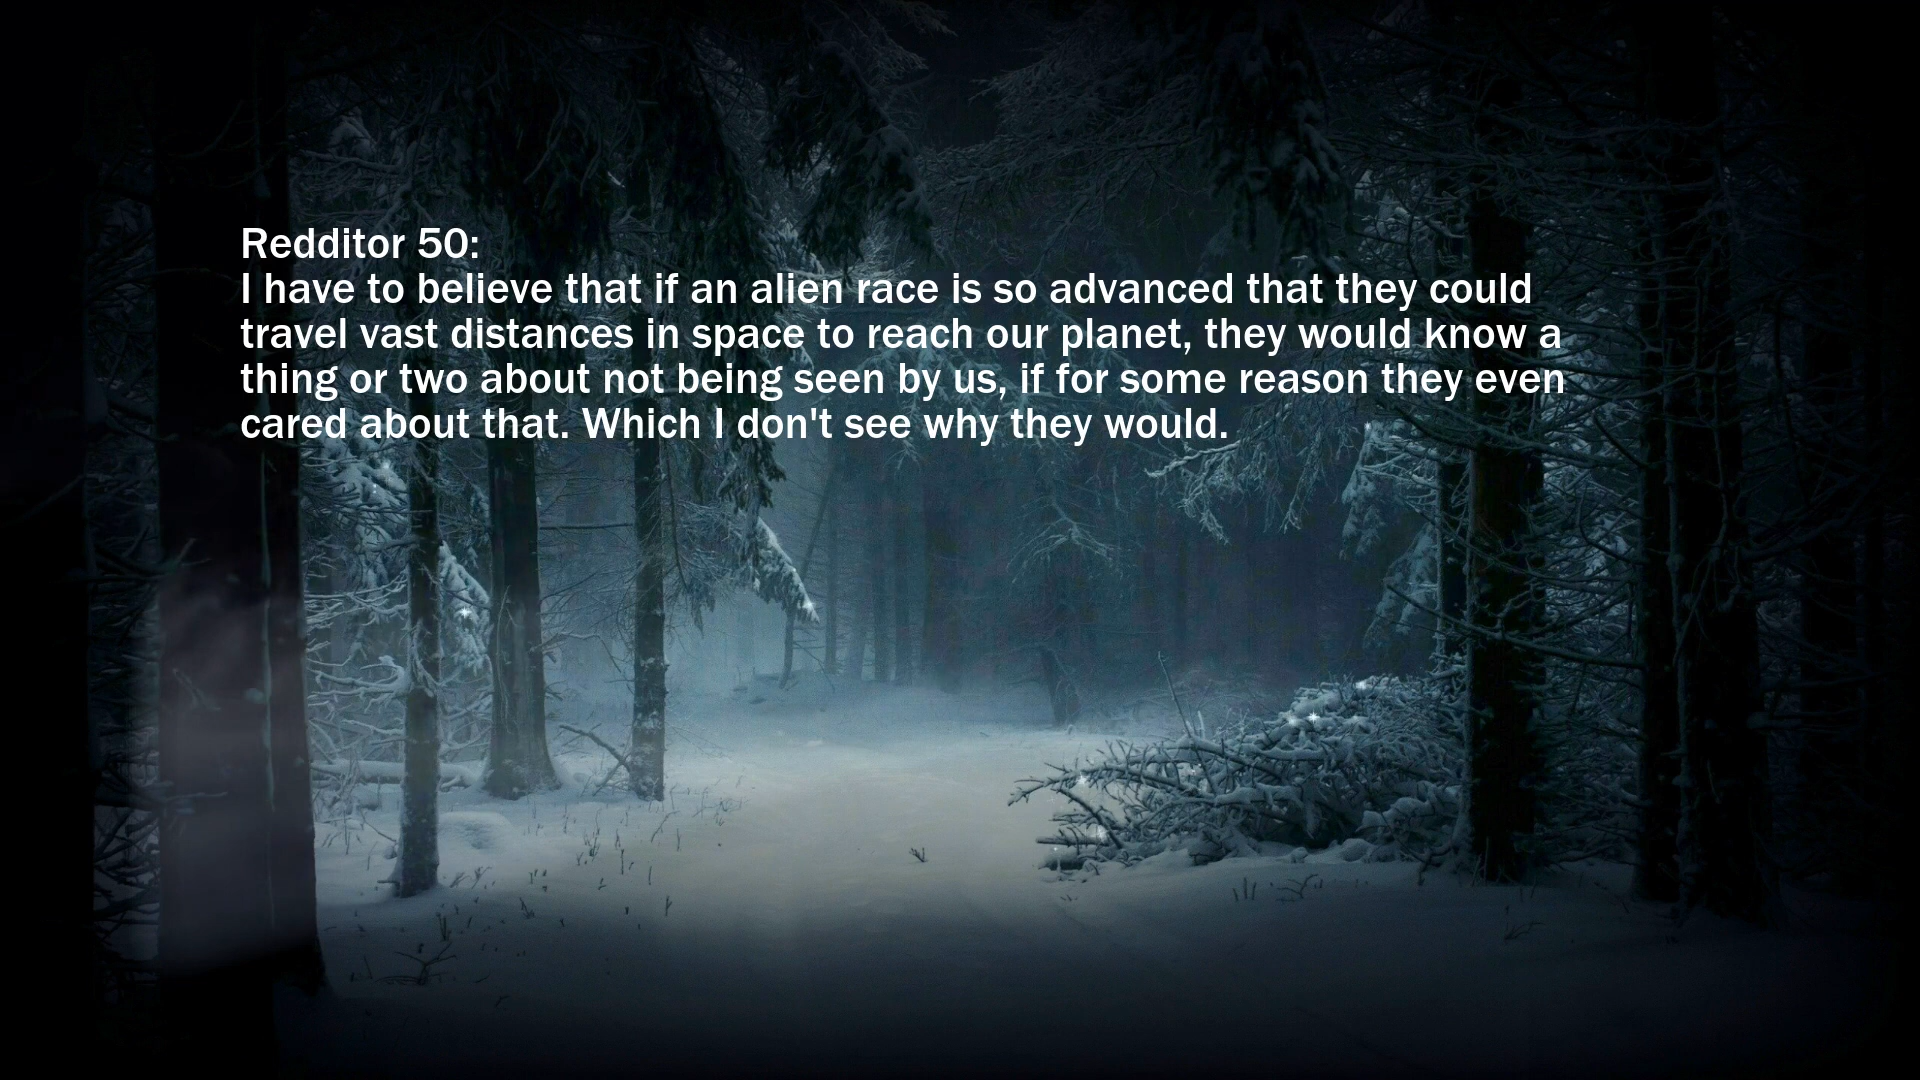 Redditor 50:
I have to believe that if an alien race is so advanced that they could
travel vast distances in space to reach our planet, they would know a
thing or two about not being seen by us, if for some reason they even
cared about that. Which I don't see why they would.